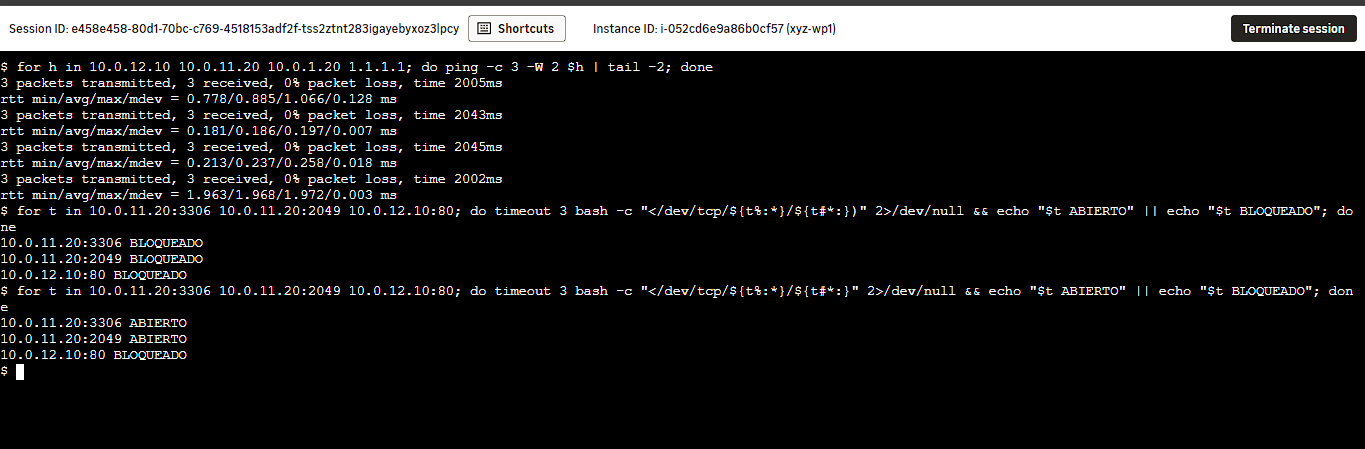 Session ID: e458e458-80d1-70bc-c769-4518153adf2f-tss2ztnt283igayebyxoz3lpcy Shortcuts Instance ID: i-052cd6e9a86b0cf57 (xyz-wp1) Terminate session
$ for h in 10.0.12.10 10.0.11.20 10.0.1.20 1.1.1.1; do ping -c 3 -W 2 $h | tail -2; done
3 packets transmitted, 3 received, 0% packet loss, time 2005ms
rtt min/avg/max/mdev = 0.778/0.885/1.066/0.128 ms
3 packets transmitted, 3 received, 0% packet loss, time 2043ms
rtt min/avg/max/mdev = 0.181/0.186/0.197/0.007 ms
3 packets transmitted, 3 received, 0% packet loss, time 2045ms
rtt min/avg/max/mdev = 0.213/0.237/0.258/0.018 ms
3 packets transmitted, 3 received, 0% packet loss, time 2002ms
rtt min/avg/max/mdev = 1.963/1.968/1.972/0.003 ms
$ for t in 10.0.11.20:3306 10.0.11.20:2049 10.0.12.10:80; do timeout 3 bash -c "</dev/tcp/${t%:*}/${t#*:})" 2>/dev/null && echo "$t ABIERTO" || echo "$t BLOQUEADO"; do
ne
10.0.11.20:3306 BLOQUEADO
10.0.11.20:2049 BLOQUEADO
10.0.12.10:80 BLOQUEADO
$ for t in 10.0.11.20:3306 10.0.11.20:2049 10.0.12.10:80; do timeout 3 bash -c "</dev/tcp/${t%:*}/${t#*:}" 2>/dev/null && echo "$t ABIERTO" || echo "$t BLOQUEADO"; don
e
10.0.11.20:3306 ABIERTO
10.0.11.20:2049 ABIERTO
10.0.12.10:80 BLOQUEADO
$